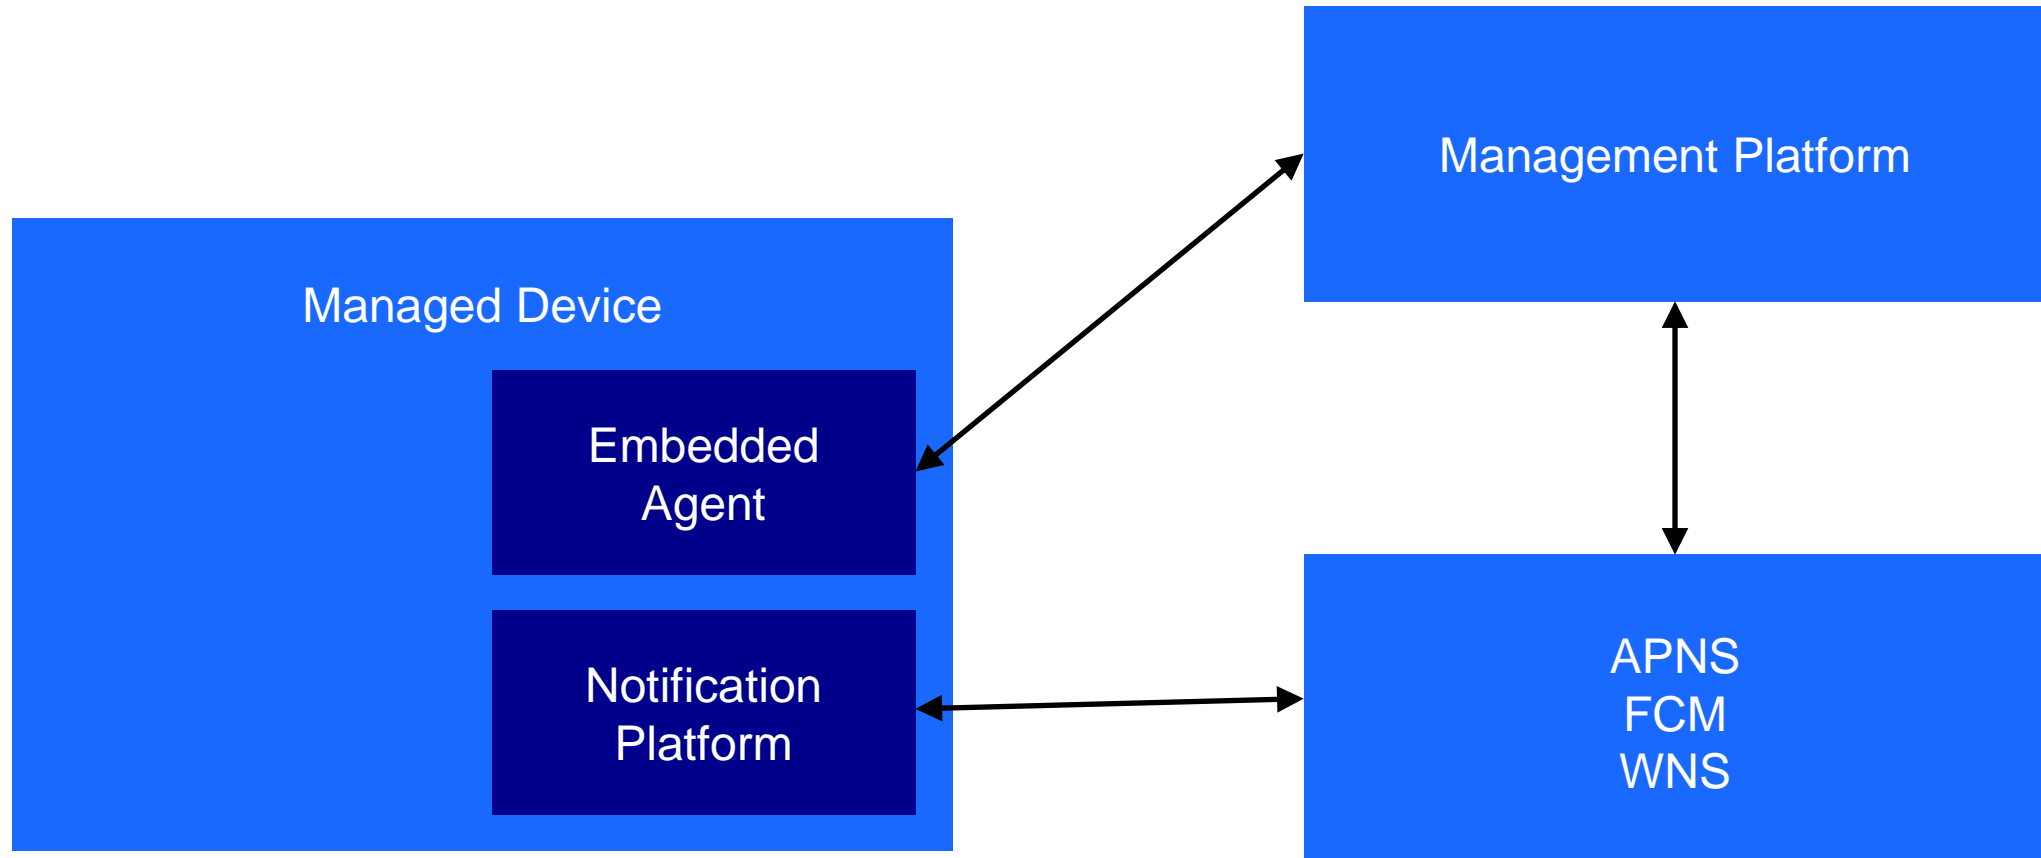 Management Platform
Managed Device
Embedded
Agent
Notification
Platform
APNS
FCM
WNS